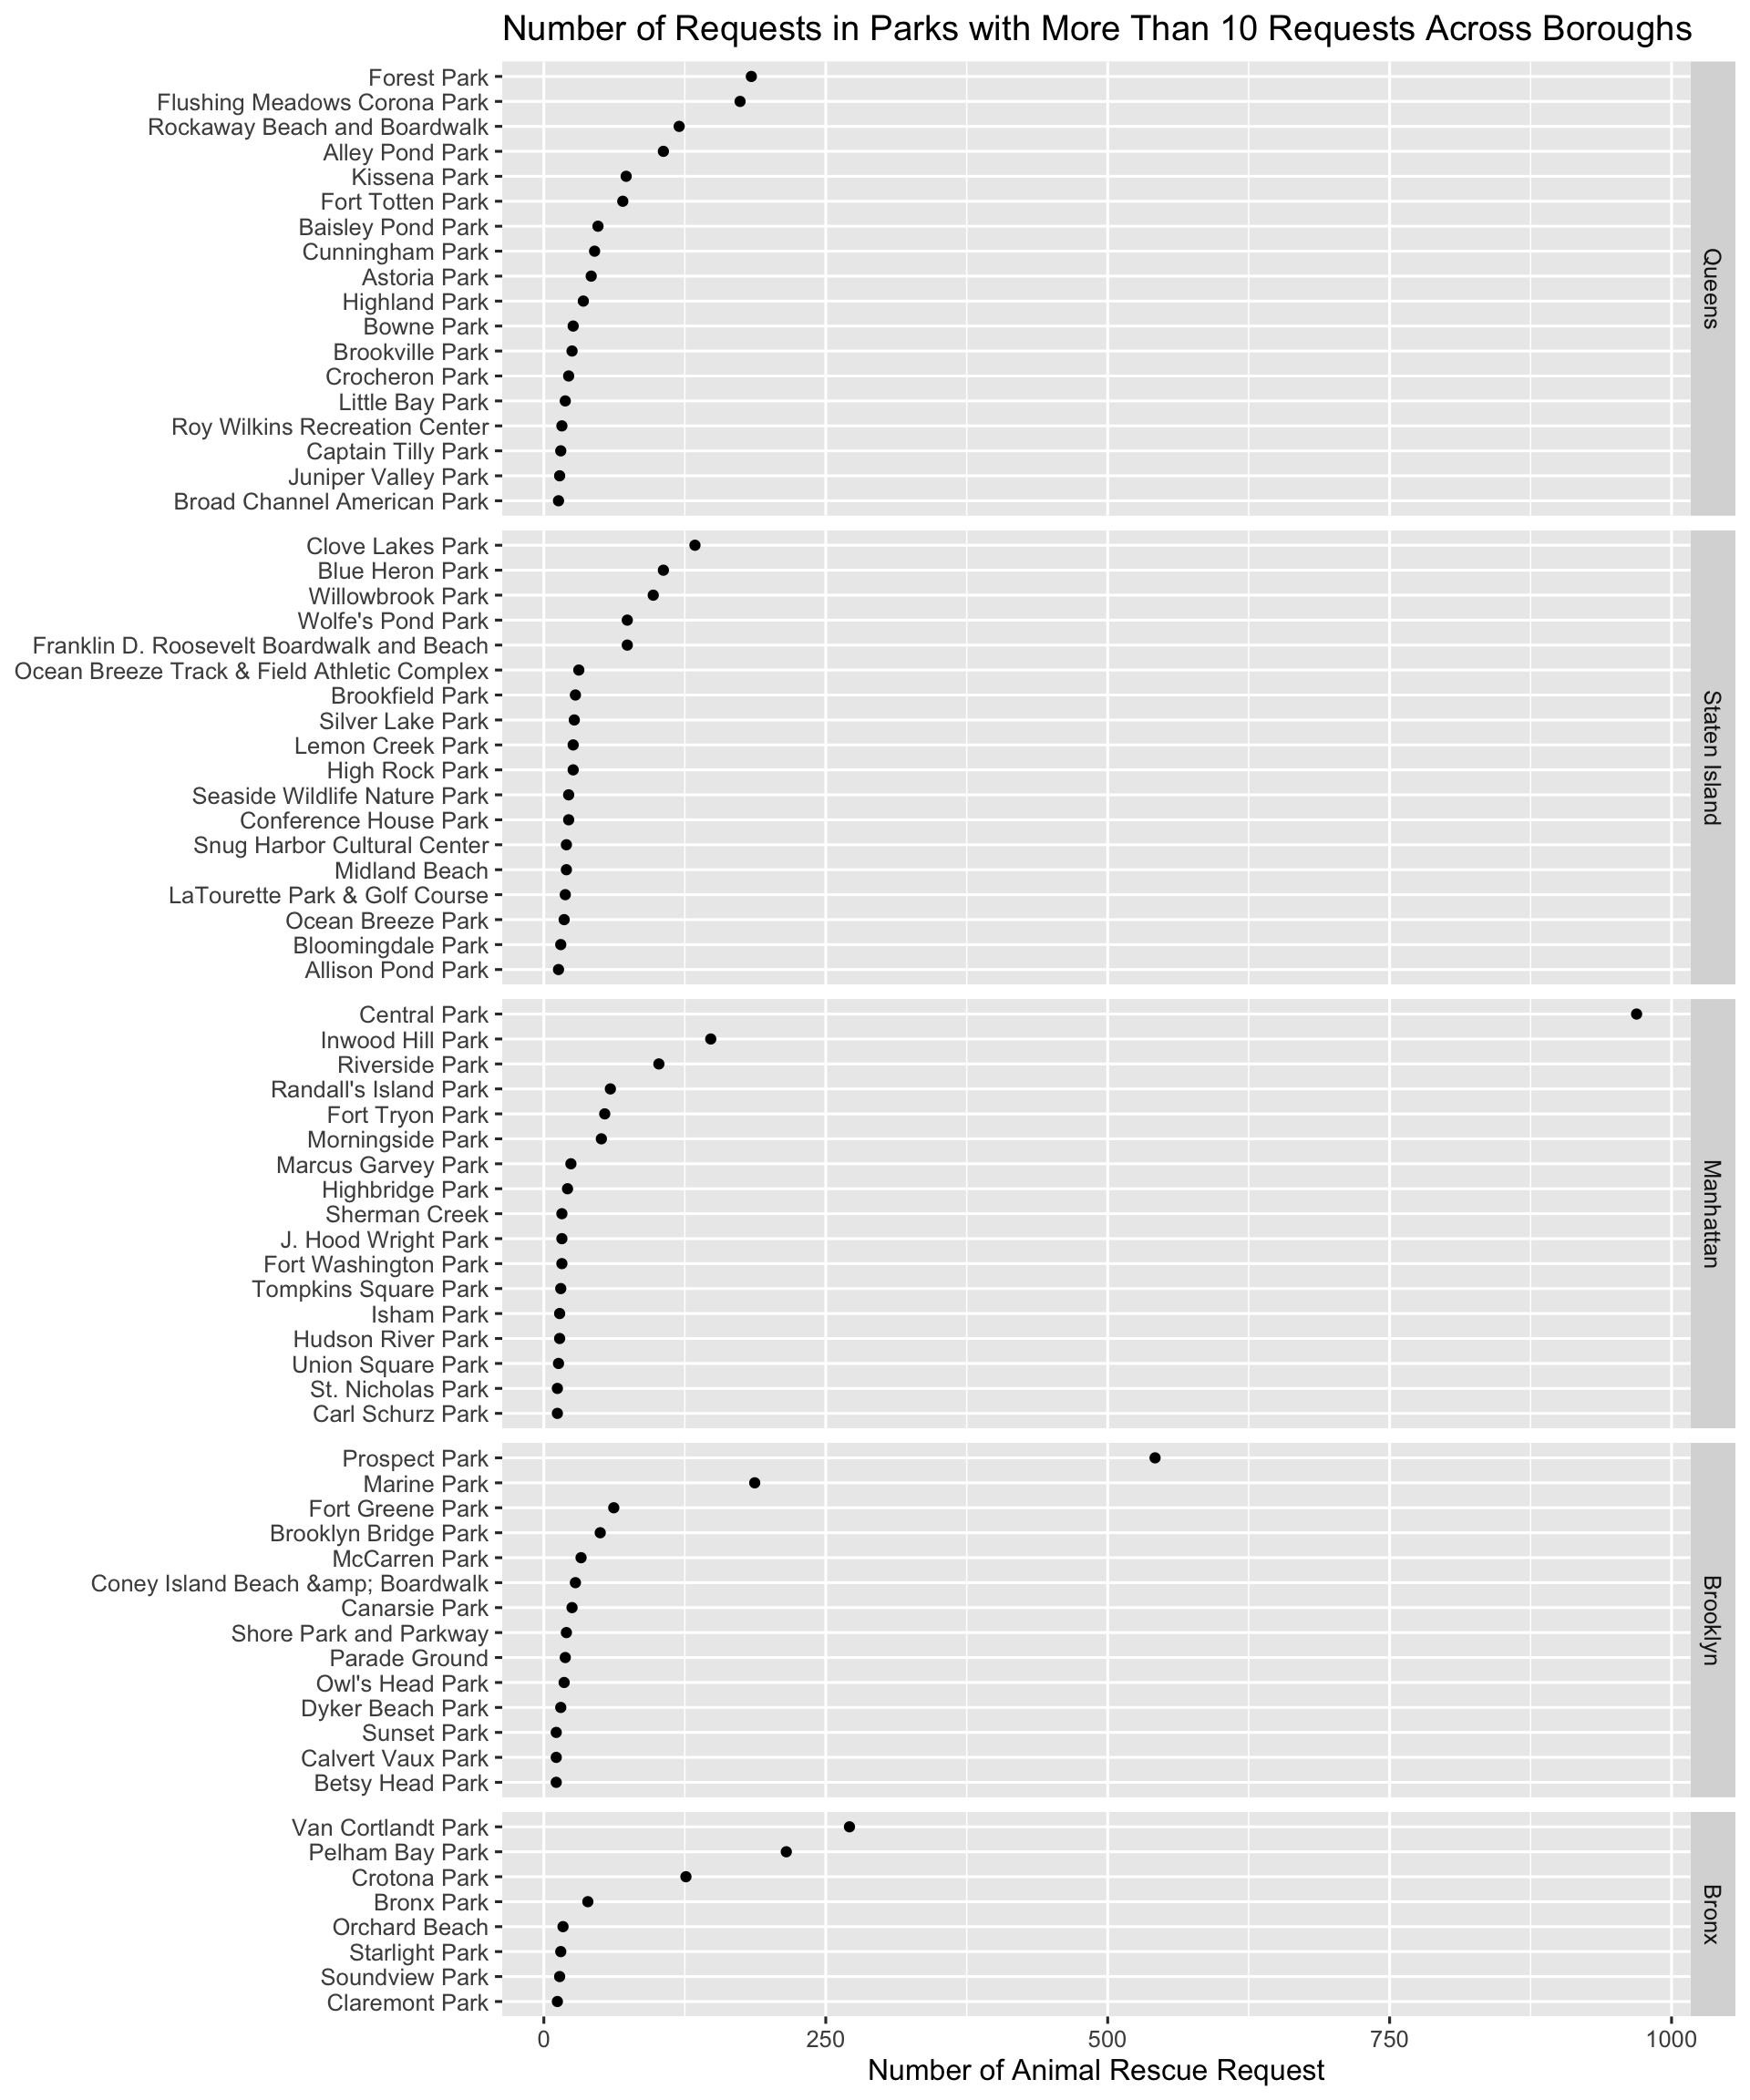 Number of Requests in Parks with More Than 10 Requests Across Boroughs
Forest Park
Flushing Meadows Corona Park
Rockaway Beach and Boardwalk
Alley Pond Park
Kissena Park
Fort Totten Park
Baisley Pond Park
Cunningham Park
Astoria Park
Highland Park
Bowne Park
Brookville Park
Crocheron Park
Little Bay Park
Roy Wilkins Recreation Center
Captain Tilly Park
Juniper Valley Park
Broad Channel American Park
Queens
Clove Lakes Park
Blue Heron Park
Willowbrook Park
Wolfe's Pond Park
Franklin D. Roosevelt Boardwalk and Beach
Ocean Breeze Track & Field Athletic Complex
Brookfield Park
Silver Lake Park
Lemon Creek Park
High Rock Park
Seaside Wildlife Nature Park
Conference House Park
Snug Harbor Cultural Center
Midland Beach
LaTourette Park & Golf Course
Ocean Breeze Park
Bloomingdale Park
Allison Pond Park
Staten Island
Central Park
Inwood Hill Park
Riverside Park
Randall's Island Park
Fort Tryon Park
Morningside Park
Marcus Garvey Park
Highbridge Park
Sherman Creek
J. Hood Wright Park
Fort Washington Park
Tompkins Square Park
Isham Park
Hudson River Park
Union Square Park
St. Nicholas Park
Carl Schurz Park
Manhattan
Prospect Park
Marine Park
Fort Greene Park
Brooklyn Bridge Park
McCarren Park
Coney Island Beach &amp; Boardwalk
Canarsie Park
Shore Park and Parkway
Parade Ground
Owl's Head Park
Dyker Beach Park
Sunset Park
Calvert Vaux Park
Betsy Head Park
Brooklyn
Van Cortlandt Park
Pelham Bay Park
Crotona Park
Bronx Park
Orchard Beach
Starlight Park
Soundview Park
Claremont Park
Bronx
0 250 500 750 1000
Number of Animal Rescue Request